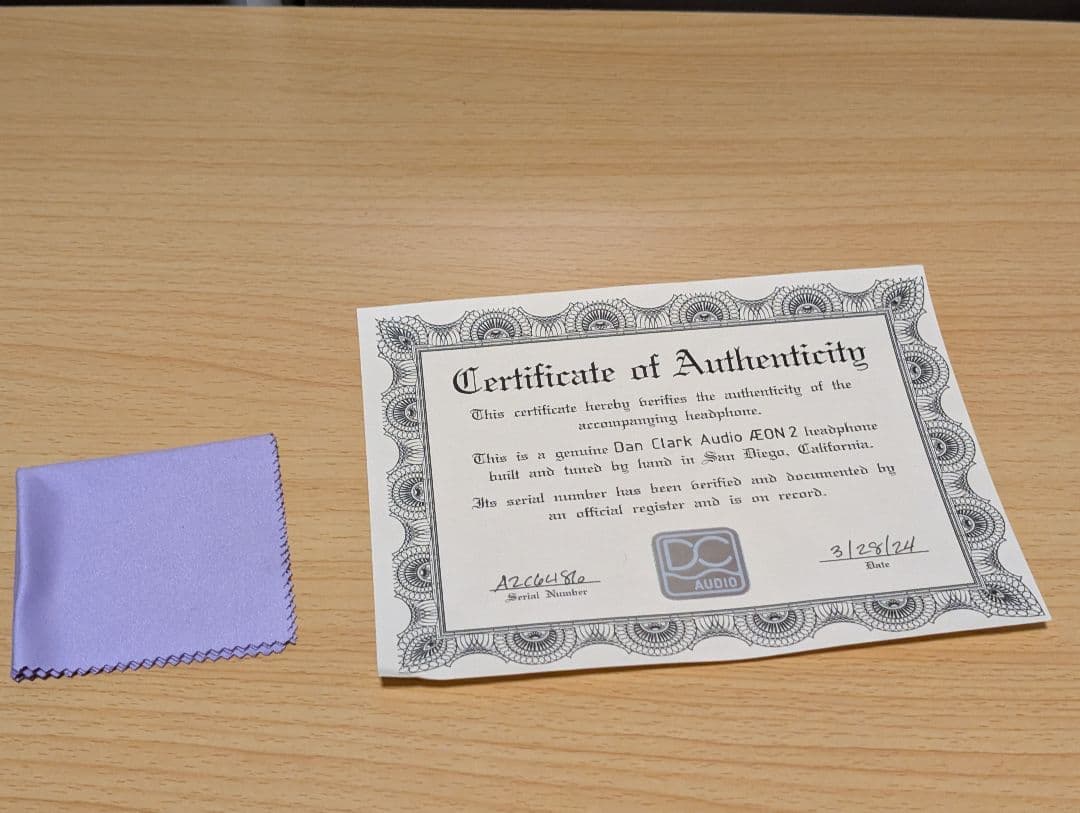 Certificate of Authenticity
This certificate hereby verifies the authenticity of the
accompanying headphone.
This is a genuine Dan Clark Audio ÆON 2 headphone
built and tuned by hand in San Diego, California.
Its serial number has been verified and documented by
an official register and is on record.
A2C6486
Serial Number
DC
AUDIO
3/28/24
Date